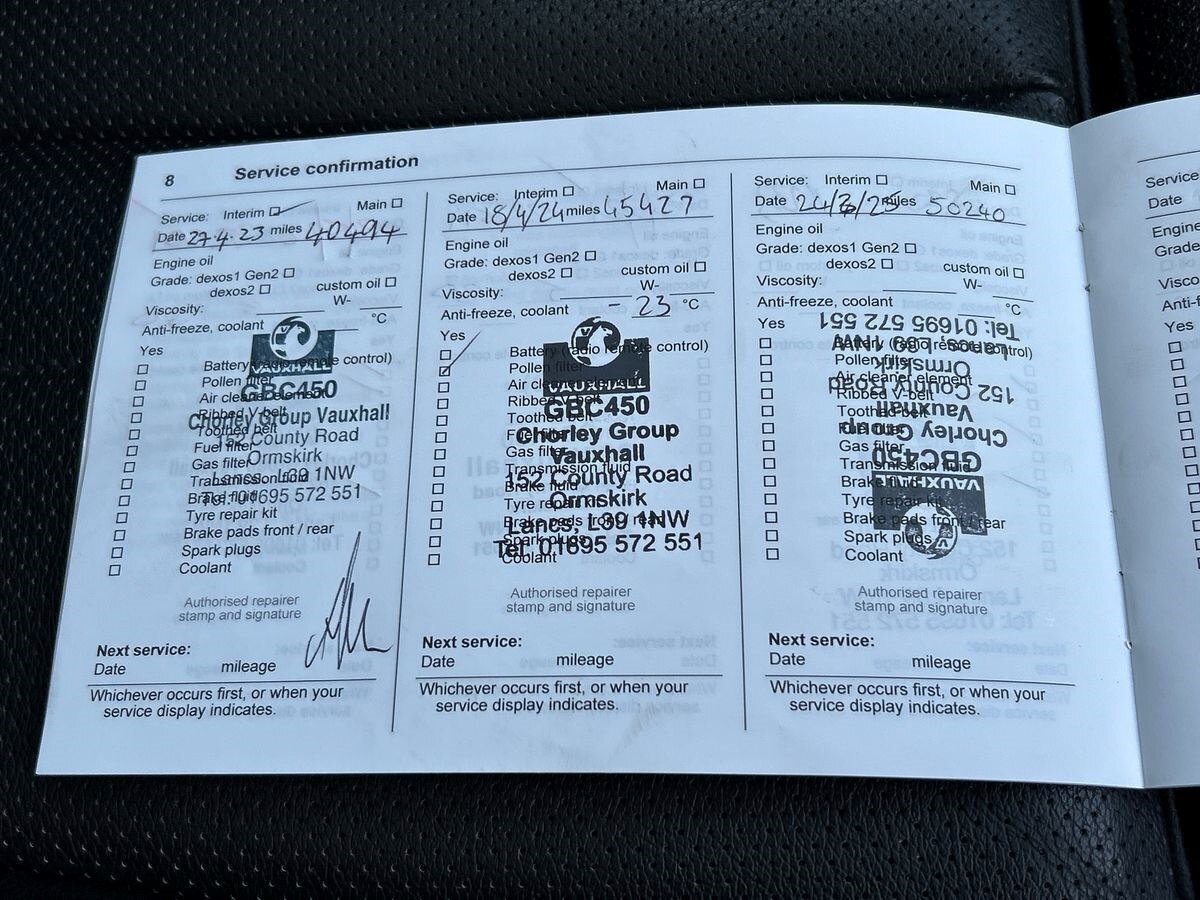 8 Service confirmation
Service: Interim Main
Date 27.4.23 miles 40494
Engine oil
Grade: dexos1 Gen2
dexos2 custom oil
Viscosity: W-
Anti-freeze, coolant °C
Yes
Battery (radio remote control)
Pollen filter
Air cleaner element
Ribbed V-belt
Toothed belt
Fuel filter
Gas filter
Transmission fluid
Brake fluid
Tyre repair kit
Brake pads front / rear
Spark plugs
Coolant
VAUXHALL
GBC450
Chorley Group Vauxhall
152 County Road
Ormskirk
Lancs, L39 1NW
Tel: 01695 572 551
Authorised repairer
stamp and signature
Next service:
Date mileage
Whichever occurs first, or when your
service display indicates.
Service: Interim Main
Date 18/4/24 miles 45427
Engine oil
Grade: dexos1 Gen2
dexos2 custom oil
Viscosity: W-
Anti-freeze, coolant - 23 °C
Yes
Battery (radio remote control)
Pollen filter
Air cleaner element
Ribbed V-belt
Toothed belt
Fuel filter
Gas filter
Transmission fluid
Brake fluid
Tyre repair kit
Brake pads front / rear
Spark plugs
Coolant
VAUXHALL
GBC450
Chorley Group
Vauxhall
152 County Road
Ormskirk
Lancs, L39 1NW
Tel: 01695 572 551
Authorised repairer
stamp and signature
Next service:
Date mileage
Whichever occurs first, or when your
service display indicates.
Service: Interim Main
Date 24/3/25 miles 50240
Engine oil
Grade: dexos1 Gen2
dexos2 custom oil
Viscosity: W-
Anti-freeze, coolant °C
Yes
Battery (radio remote control)
Pollen filter
Air cleaner element
Ribbed V-belt
Toothed belt
Fuel filter
Gas filter
Transmission fluid
Brake fluid
Tyre repair kit
Brake pads front / rear
Spark plugs
Coolant
VAUXHALL
GBC450
Chorley Group
Vauxhall
152 County Road
Ormskirk
Lancs, L39 1NW
Tel: 01695 572 551
Authorised repairer
stamp and signature
Next service:
Date mileage
Whichever occurs first, or when your
service display indicates.
Service
Date
Engine
Grade
Visco
Anti-f
Yes